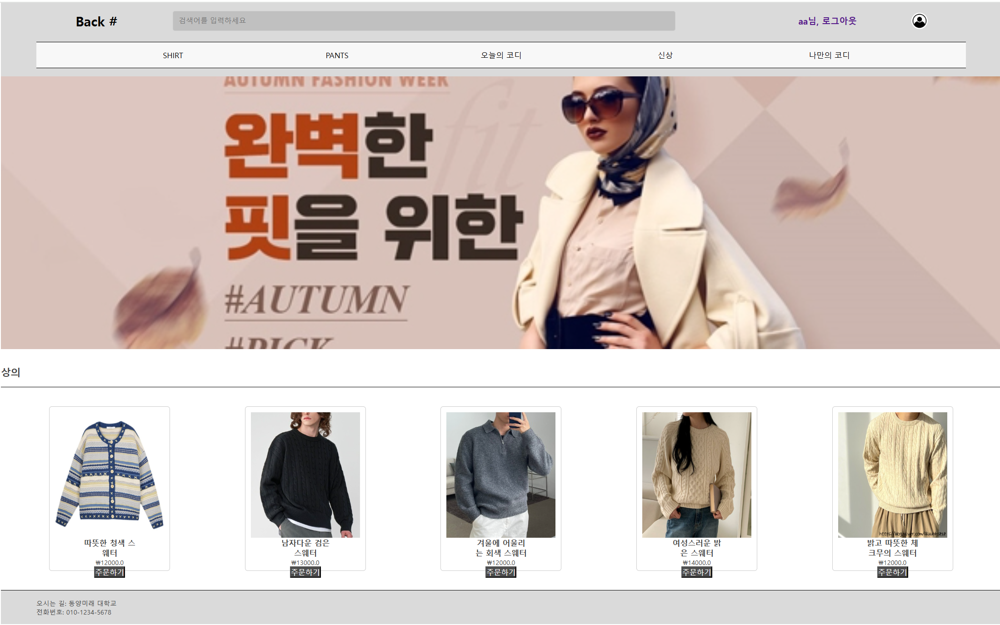 Back #
검색어를 입력하세요
aa님, 로그아웃
SHIRT
PANTS
오늘의 코디
신상
나만의 코디
AUTUMN FASHION WEEK
fit
완벽한
핏을 위한
#AUTUMN
#PICK
상의
https://blog.naver.com/kkuuhhs828
따뜻한 청색 스
웨터
₩12000.0
주문하기
남자다운 검은
스웨터
₩13000.0
주문하기
겨울에 어울리
는 회색 스웨터
₩12000.0
주문하기
여성스러운 밝
은 스웨터
₩14000.0
주문하기
밝고 따뜻한 체
크무의 스웨터
₩12000.0
주문하기
오시는 길: 동양미래 대학교
전화번호: 010-1234-5678